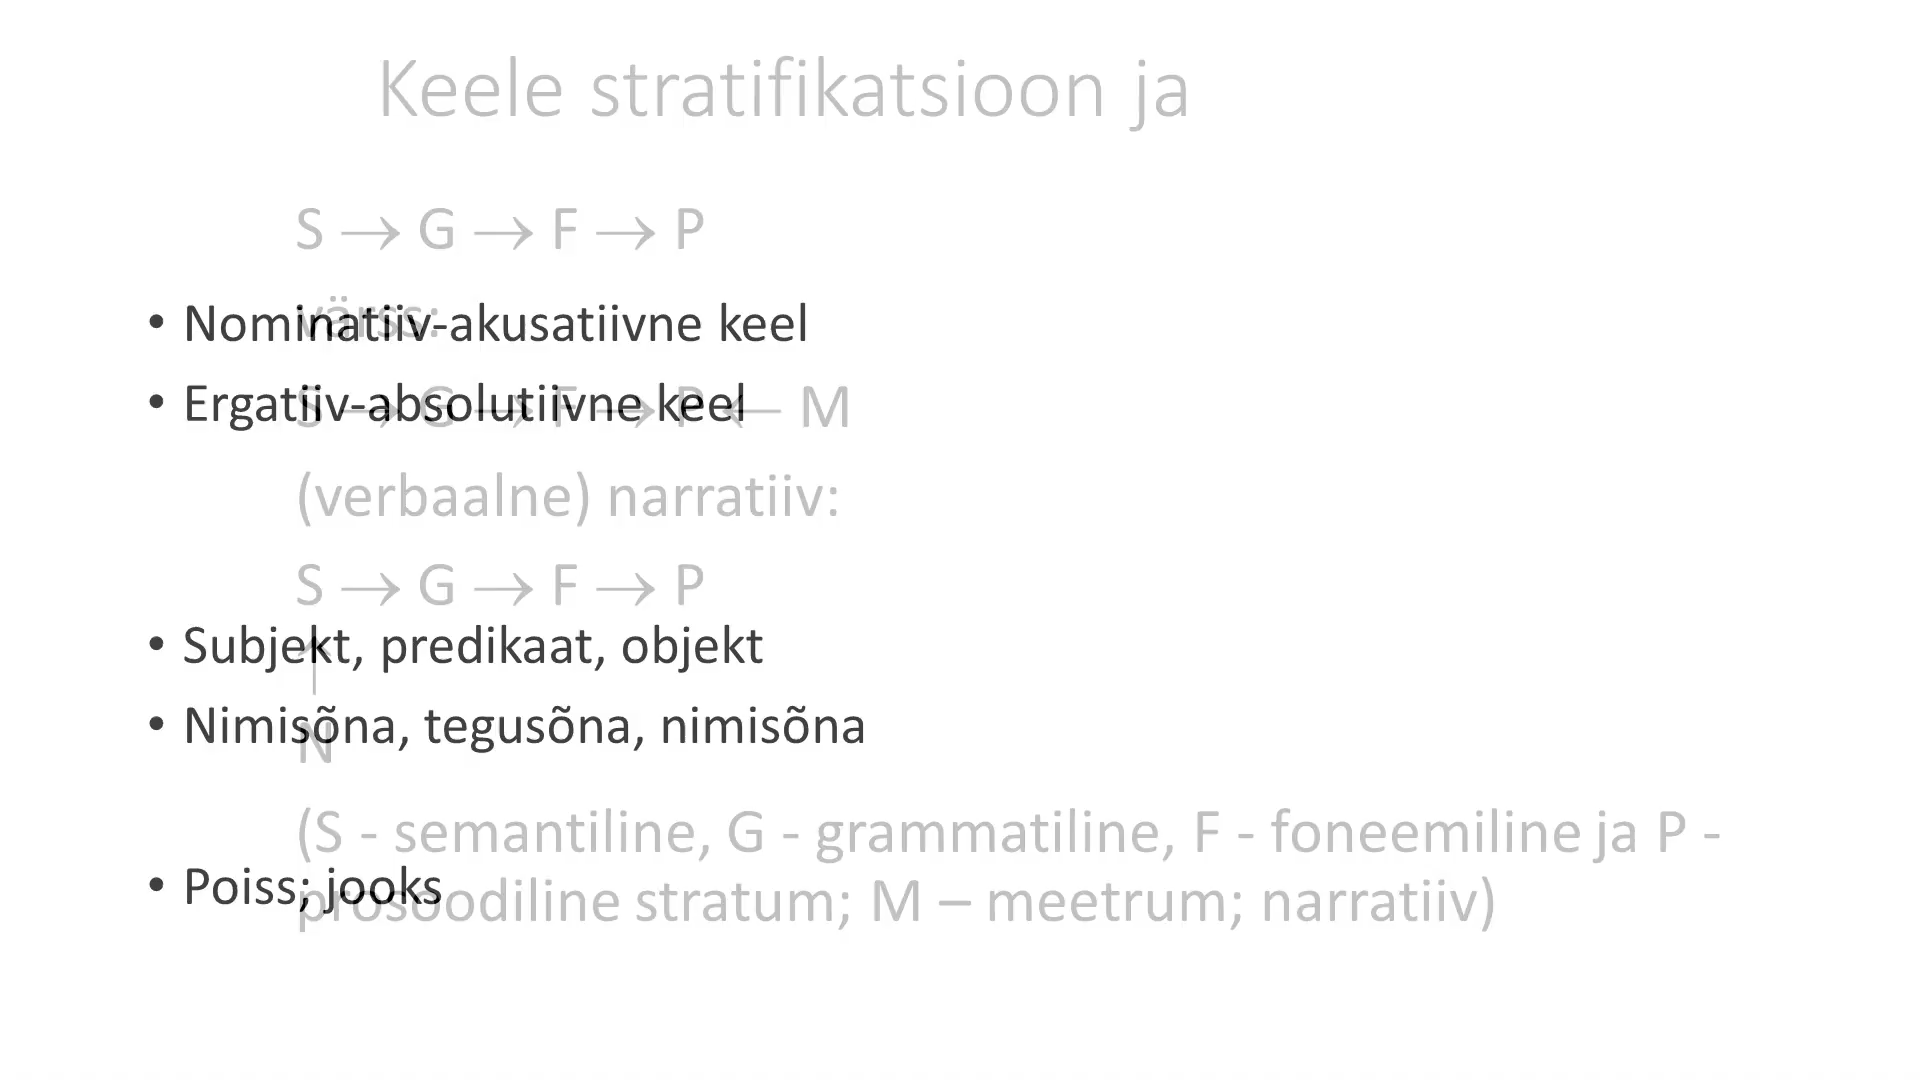 Keele stratifikatsioon ja
S → G → F → P
• Nominatiiv-akusatiivne keel
värss:
• Ergatiiv-absolutiivne keel
S → G → F → P ← M
(verbaalne) narratiiv:
S → G → F → P
• Subjekt, predikaat, objekt
↑
• Nimisõna, tegusõna, nimisõna
N
(S - semantiline, G - grammatiline, F - foneemiline ja P -
• Poiss; jooks
prosoodiline stratum; M – meetrum; narratiiv)